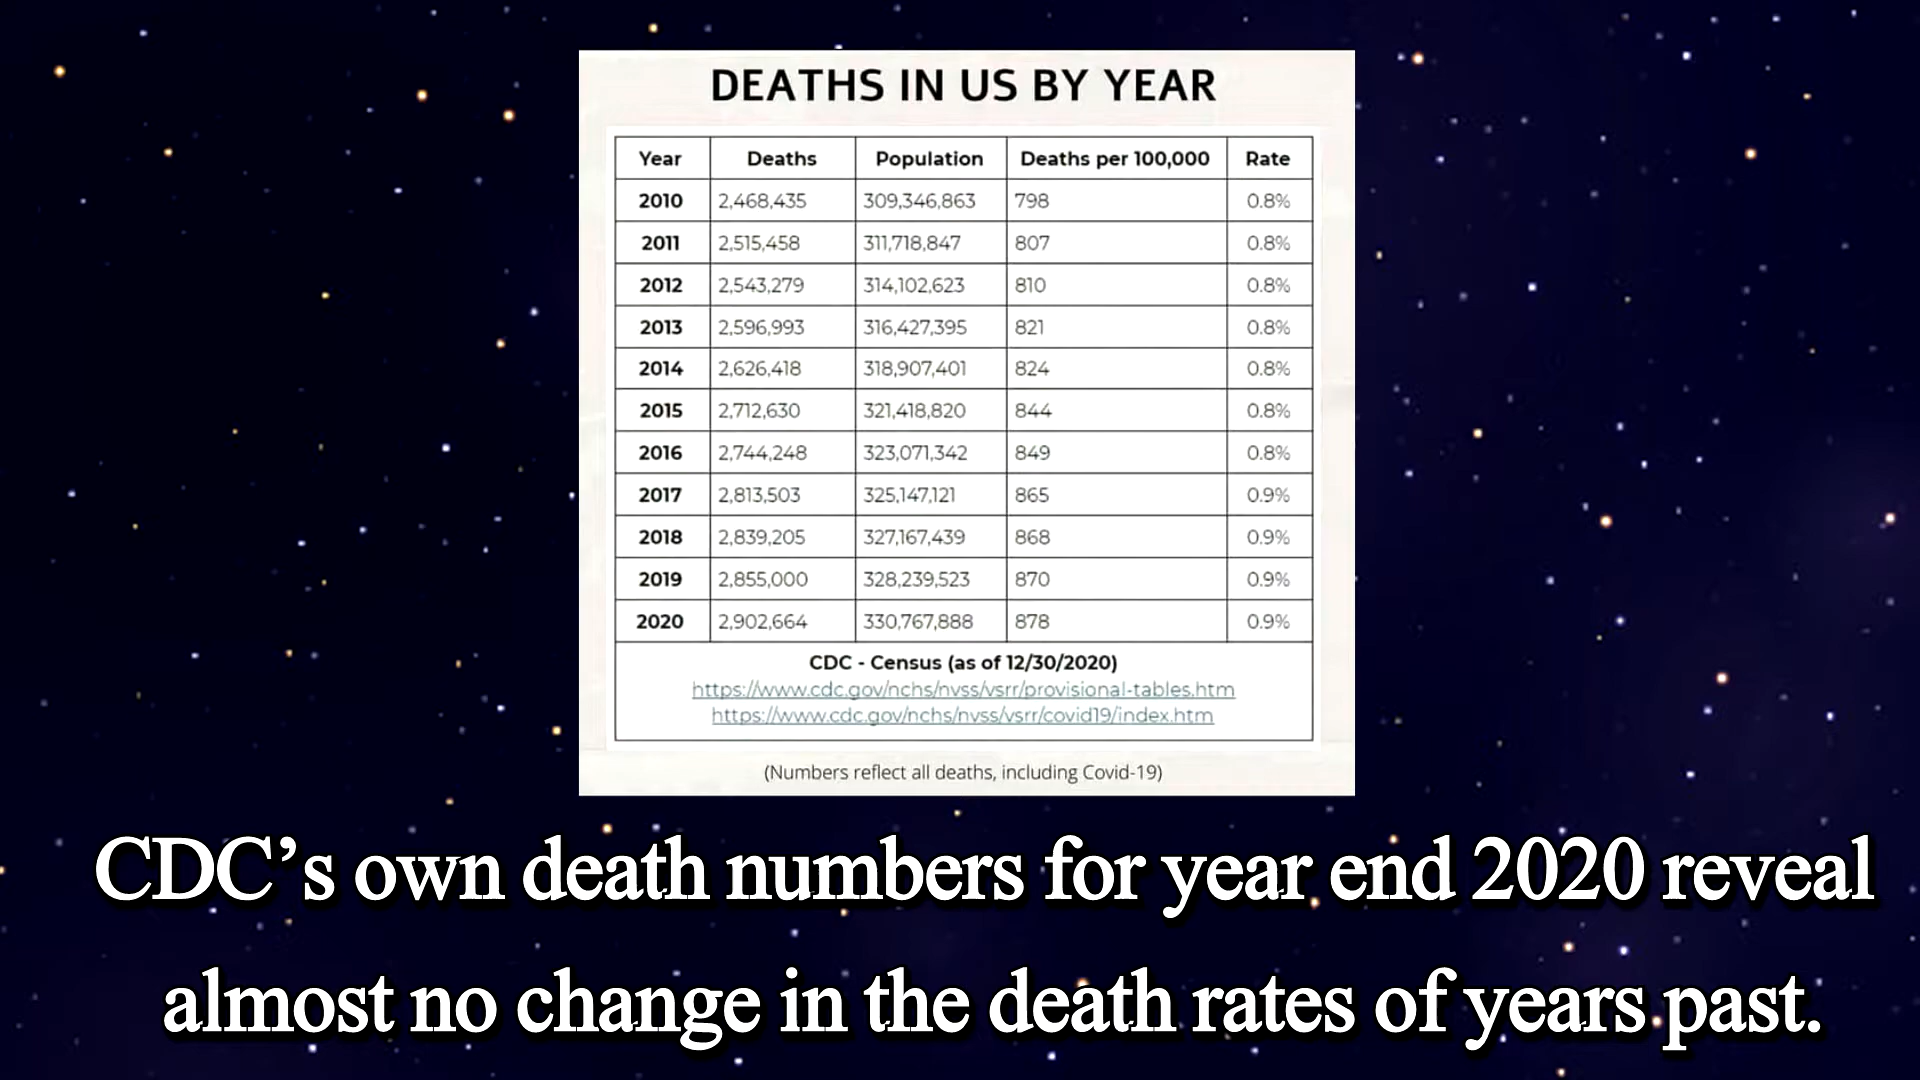 DEATHS IN US BY YEAR
Year Deaths Population Deaths per 100,000 Rate
2010 2,468,435 309,346,863 798 0.8%
2011 2,515,458 311,718,847 807 0.8%
2012 2,543,279 314,102,623 810 0.8%
2013 2,596,993 316,427,395 821 0.8%
2014 2,626,418 318,907,401 824 0.8%
2015 2,712,630 321,418,820 844 0.8%
2016 2,744,248 323,071,342 849 0.8%
2017 2,813,503 325,147,121 865 0.9%
2018 2,839,205 327,167,439 868 0.9%
2019 2,855,000 328,239,523 870 0.9%
2020 2,902,664 330,767,888 878 0.9%
CDC - Census (as of 12/30/2020)
https://www.cdc.gov/nchs/nvss/vsrr/provisional-tables.htm
https://www.cdc.gov/nchs/nvss/vsrr/covid19/index.htm
(Numbers reflect all deaths, including Covid-19)
CDC’s own death numbers for year end 2020 reveal
almost no change in the death rates of years past.